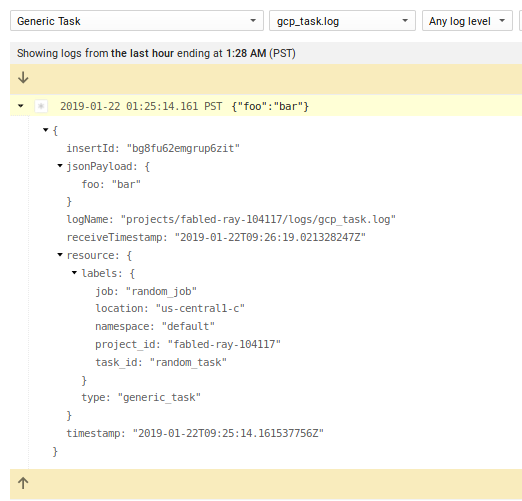 Generic Task gcp_task.log Any log level
Showing logs from the last hour ending at 1:28 AM (PST)
2019-01-22 01:25:14.161 PST {"foo":"bar"}
{
insertId: "bg8fu62emgrup6zit"
jsonPayload: {
foo: "bar"
}
logName: "projects/fabled-ray-104117/logs/gcp_task.log"
receiveTimestamp: "2019-01-22T09:26:19.021328247Z"
resource: {
labels: {
job: "random_job"
location: "us-central1-c"
namespace: "default"
project_id: "fabled-ray-104117"
task_id: "random_task"
}
type: "generic_task"
}
timestamp: "2019-01-22T09:25:14.161537756Z"
}